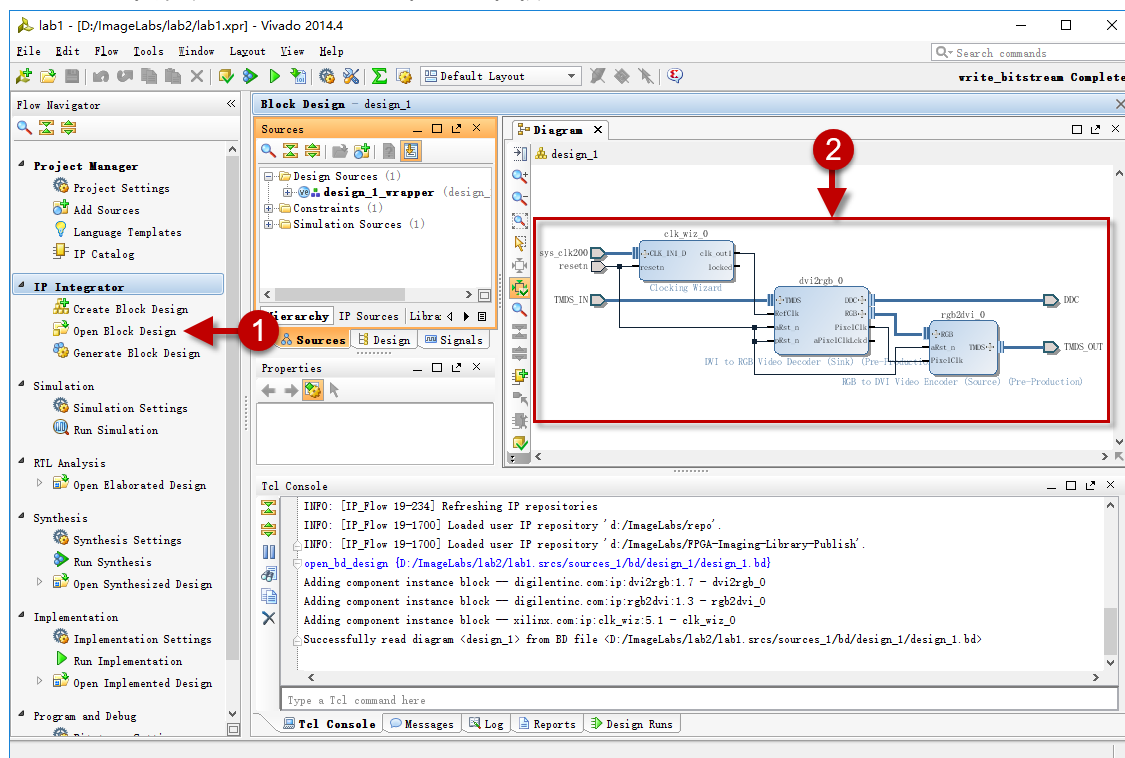 lab1 - [D:/ImageLabs/lab2/lab1.xpr] - Vivado 2014.4
File Edit Flow Tools Window Layout View Help
Search commands
Default Layout
write_bitstream Complete
Flow Navigator
Project Manager
Project Settings
Add Sources
Language Templates
IP Catalog
IP Integrator
Create Block Design
Open Block Design
Generate Block Design
Simulation
Simulation Settings
Run Simulation
RTL Analysis
Open Elaborated Design
Synthesis
Synthesis Settings
Run Synthesis
Open Synthesized Design
Implementation
Implementation Settings
Run Implementation
Open Implemented Design
Program and Debug
1
Block Design - design_1
Sources
Design Sources (1)
design_1_wrapper (design_
Constraints (1)
Simulation Sources (1)
Hierarchy IP Sources Libra
Sources Design Signals
Properties
Diagram
design_1
2
clk_wiz_0
sys_clk200
CLK_IN1_D clk_out1
resetn
resetn locked
Clocking Wizard
dvi2rgb_0
TMDS_IN
TMDS DDC
DDC
RefClk RGB
aRst_n PixelClk
pRst_n aPixelClkLckd
DVI to RGB Video Decoder (Sink) (Pre-Production)
rgb2dvi_0
RGB
aRst_n TMDS
TMDS_OUT
PixelClk
RGB to DVI Video Encoder (Source) (Pre-Production)
Tcl Console
INFO: [IP_Flow 19-234] Refreshing IP repositories
INFO: [IP_Flow 19-1700] Loaded user IP repository 'd:/ImageLabs/repo'.
INFO: [IP_Flow 19-1700] Loaded user IP repository 'd:/ImageLabs/FPGA-Imaging-Library-Publish'.
open_bd_design {D:/ImageLabs/lab2/lab1.srcs/sources_1/bd/design_1/design_1.bd}
Adding component instance block -- digilentinc.com:ip:dvi2rgb:1.7 - dvi2rgb_0
Adding component instance block -- digilentinc.com:ip:rgb2dvi:1.3 - rgb2dvi_0
Adding component instance block -- xilinx.com:ip:clk_wiz:5.1 - clk_wiz_0
Successfully read diagram <design_1> from BD file <D:/ImageLabs/lab2/lab1.srcs/sources_1/bd/design_1/design_1.bd>
Type a Tcl command here
Tcl Console Messages Log Reports Design Runs